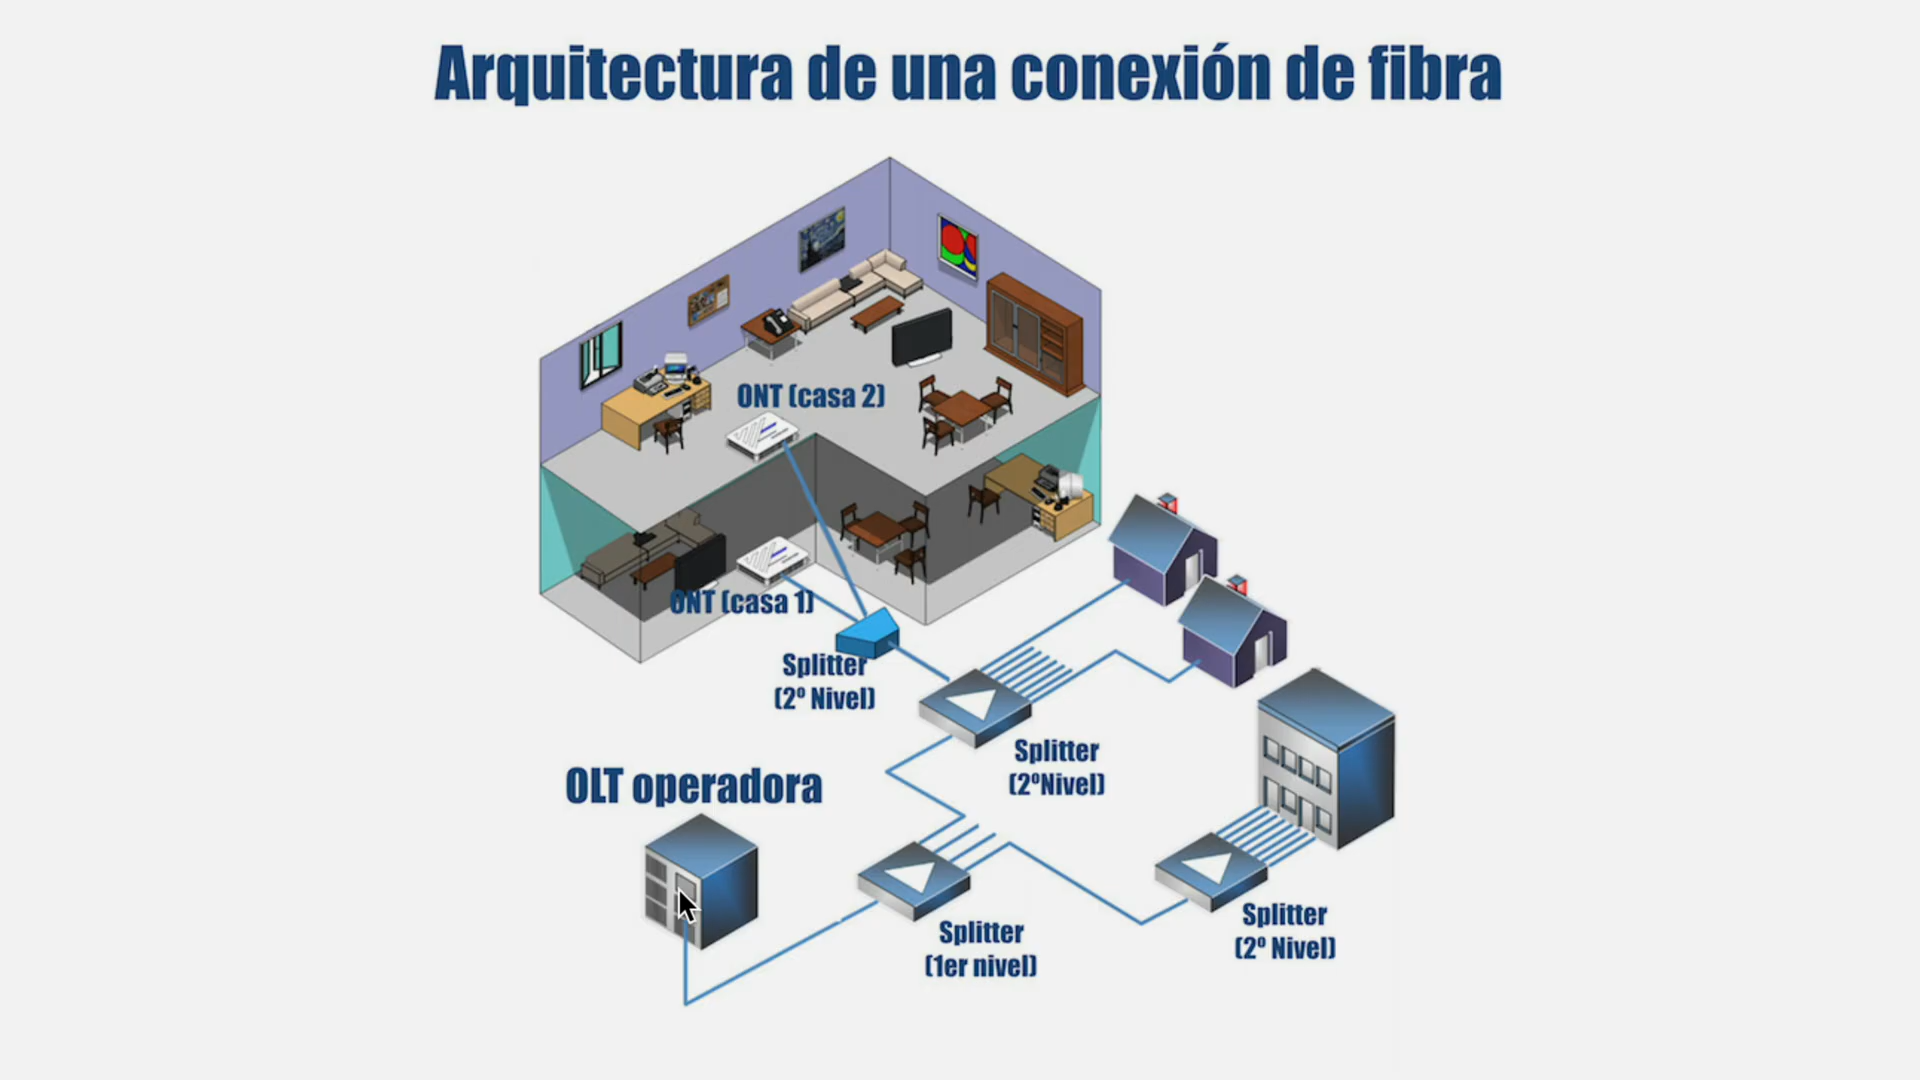 Arquitectura de una conexión de fibra
ONT (casa 2)
ONT (casa 1)
Splitter
(2º Nivel)
Splitter
(2ºNivel)
OLT operadora
Splitter
(1er nivel)
Splitter
(2º Nivel)